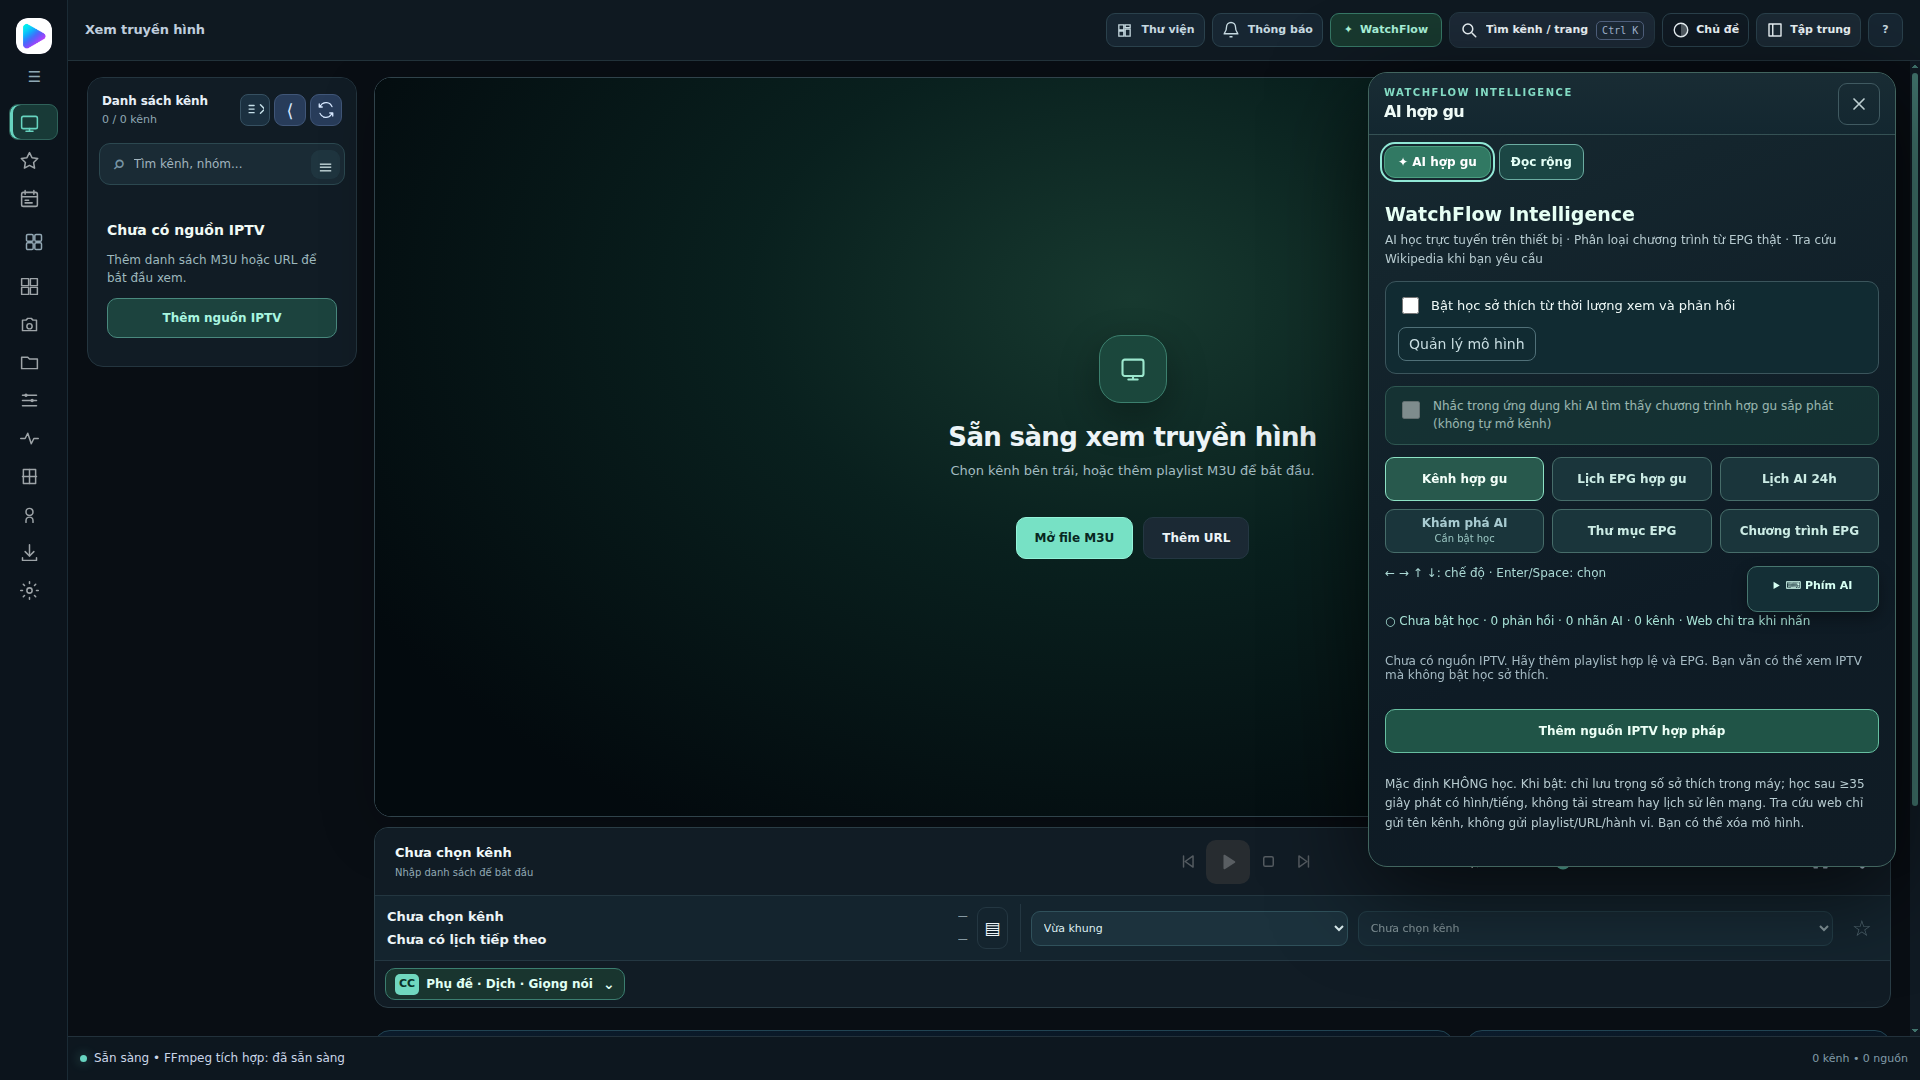 Xem truyền hình
Thư viện
Thông báo
✦ WatchFlow
Tìm kênh / trang Ctrl K
Chủ đề
Tập trung
?
Danh sách kênh
0 / 0 kênh
Tìm kênh, nhóm...
Chưa có nguồn IPTV
Thêm danh sách M3U hoặc URL để
bắt đầu xem.
Thêm nguồn IPTV
Sẵn sàng xem truyền hình
Chọn kênh bên trái, hoặc thêm playlist M3U để bắt đầu.
Mở file M3U
Thêm URL
WATCHFLOW INTELLIGENCE
AI hợp gu
✦ AI hợp gu
Đọc rộng
WatchFlow Intelligence
AI học trực tuyến trên thiết bị · Phân loại chương trình từ EPG thật · Tra cứu
Wikipedia khi bạn yêu cầu
Bật học sở thích từ thời lượng xem và phản hồi
Quản lý mô hình
Nhắc trong ứng dụng khi AI tìm thấy chương trình hợp gu sắp phát
(không tự mở kênh)
Kênh hợp gu
Lịch EPG hợp gu
Lịch AI 24h
Khám phá AI
Cần bật học
Thư mục EPG
Chương trình EPG
← → ↑ ↓: chế độ · Enter/Space: chọn
▶ ⌨ Phím AI
○ Chưa bật học · 0 phản hồi · 0 nhãn AI · 0 kênh · Web chỉ tra khi nhấn
Chưa có nguồn IPTV. Hãy thêm playlist hợp lệ và EPG. Bạn vẫn có thể xem IPTV
mà không bật học sở thích.
Thêm nguồn IPTV hợp pháp
Mặc định KHÔNG học. Khi bật: chỉ lưu trọng số sở thích trong máy; học sau ≥35
giây phát có hình/tiếng, không tải stream hay lịch sử lên mạng. Tra cứu web chỉ
gửi tên kênh, không gửi playlist/URL/hành vi. Bạn có thể xóa mô hình.
Chưa chọn kênh
Nhập danh sách để bắt đầu
Chưa chọn kênh —
Chưa có lịch tiếp theo —
Vừa khung
Chưa chọn kênh
CC Phụ đề · Dịch · Giọng nói
Sẵn sàng • FFmpeg tích hợp: đã sẵn sàng
0 kênh • 0 nguồn